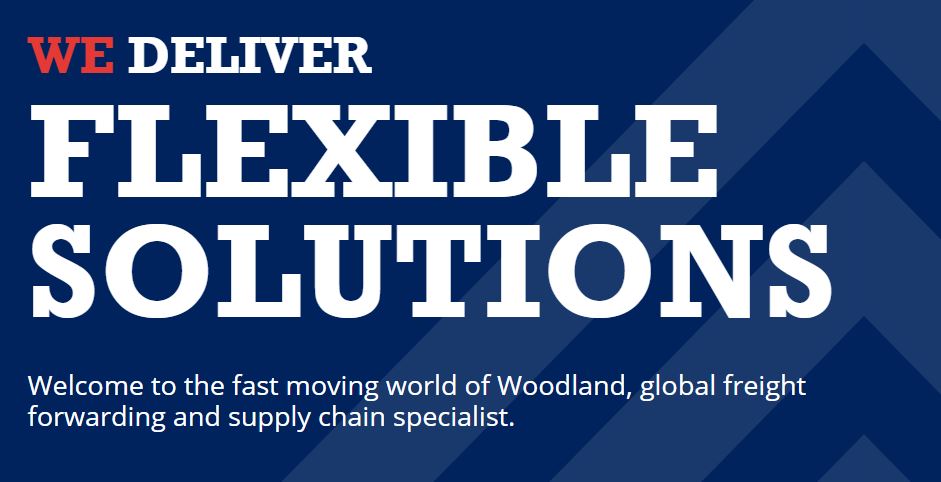 WE DELIVER
FLEXIBLE
SOLUTIONS
Welcome to the fast moving world of Woodland, global freight
forwarding and supply chain specialist.